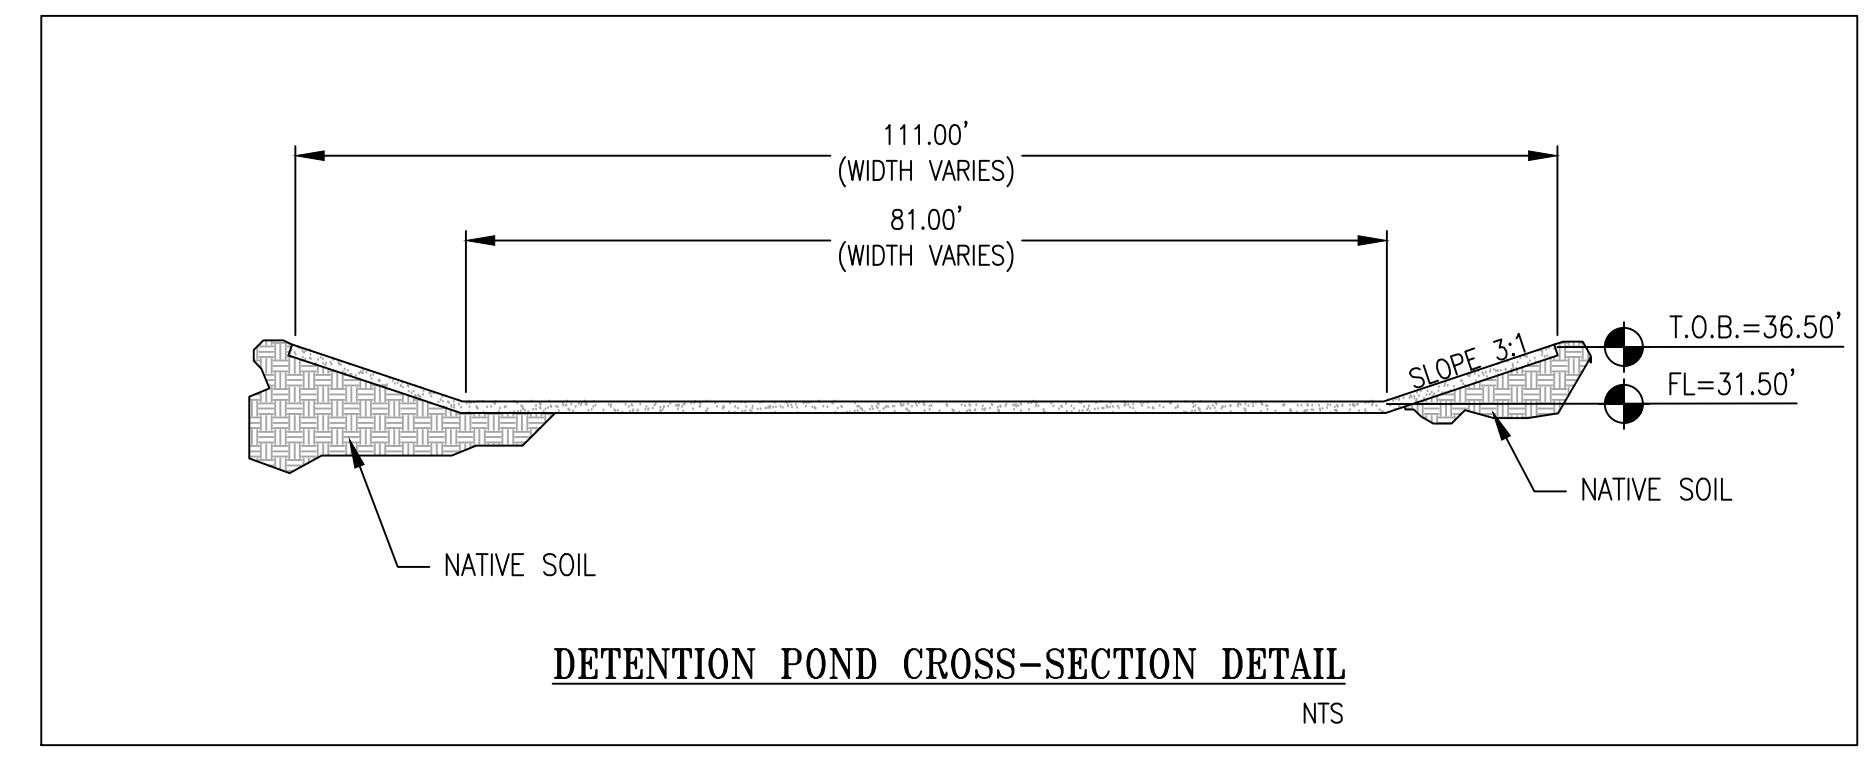 111.00'
(WIDTH VARIES)
81.00'
(WIDTH VARIES)
SLOPE 3:1
T.O.B.=36.50'
FL=31.50'
NATIVE SOIL
NATIVE SOIL
DETENTION POND CROSS-SECTION DETAIL
NTS